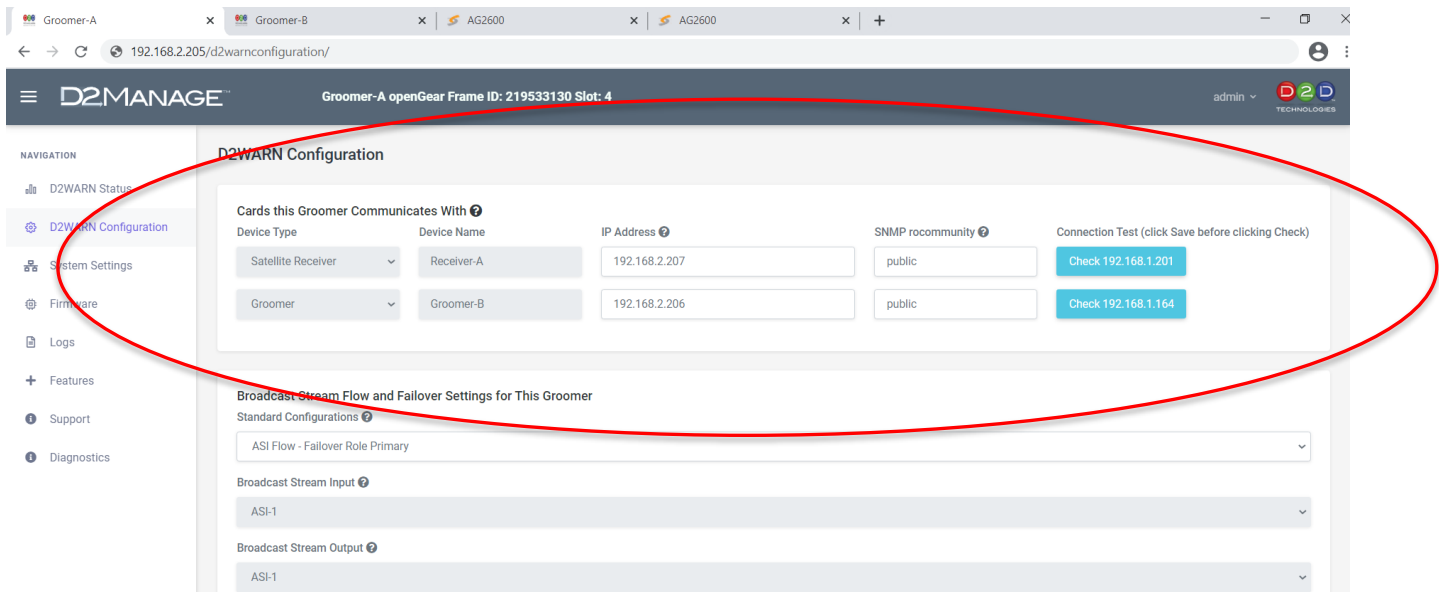 Groomer-A
Groomer-B
AG2600
AG2600
192.168.2.205/d2warnconfiguration/
D2MANAGE™
Groomer-A openGear Frame ID: 219533130 Slot: 4
admin
D2D
TECHNOLOGIES
NAVIGATION
D2WARN Status
D2WARN Configuration
System Settings
Firmware
Logs
Features
Support
Diagnostics
D2WARN Configuration
Cards this Groomer Communicates With
Device Type Device Name IP Address SNMP rocommunity Connection Test (click Save before clicking Check)
Satellite Receiver Receiver-A 192.168.2.207 public Check 192.168.1.201
Groomer Groomer-B 192.168.2.206 public Check 192.168.1.164
Broadcast Stream Flow and Failover Settings for This Groomer
Standard Configurations
ASI Flow - Failover Role Primary
Broadcast Stream Input
ASI-1
Broadcast Stream Output
ASI-1